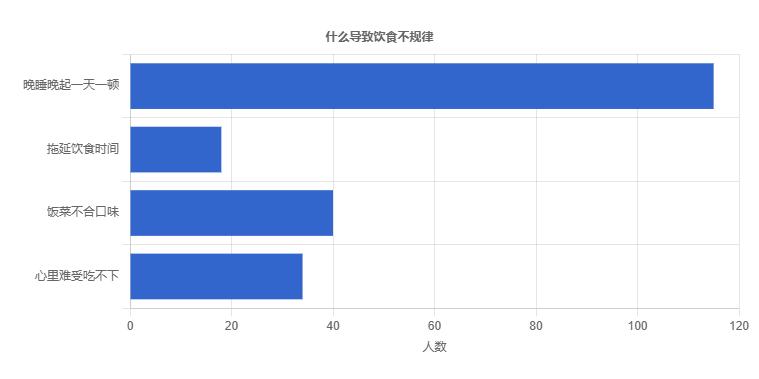 什么导致饮食不规律
晚睡晚起一天一顿
拖延饮食时间
饭菜不合口味
心里难受吃不下
0 20 40 60 80 100 120
人数